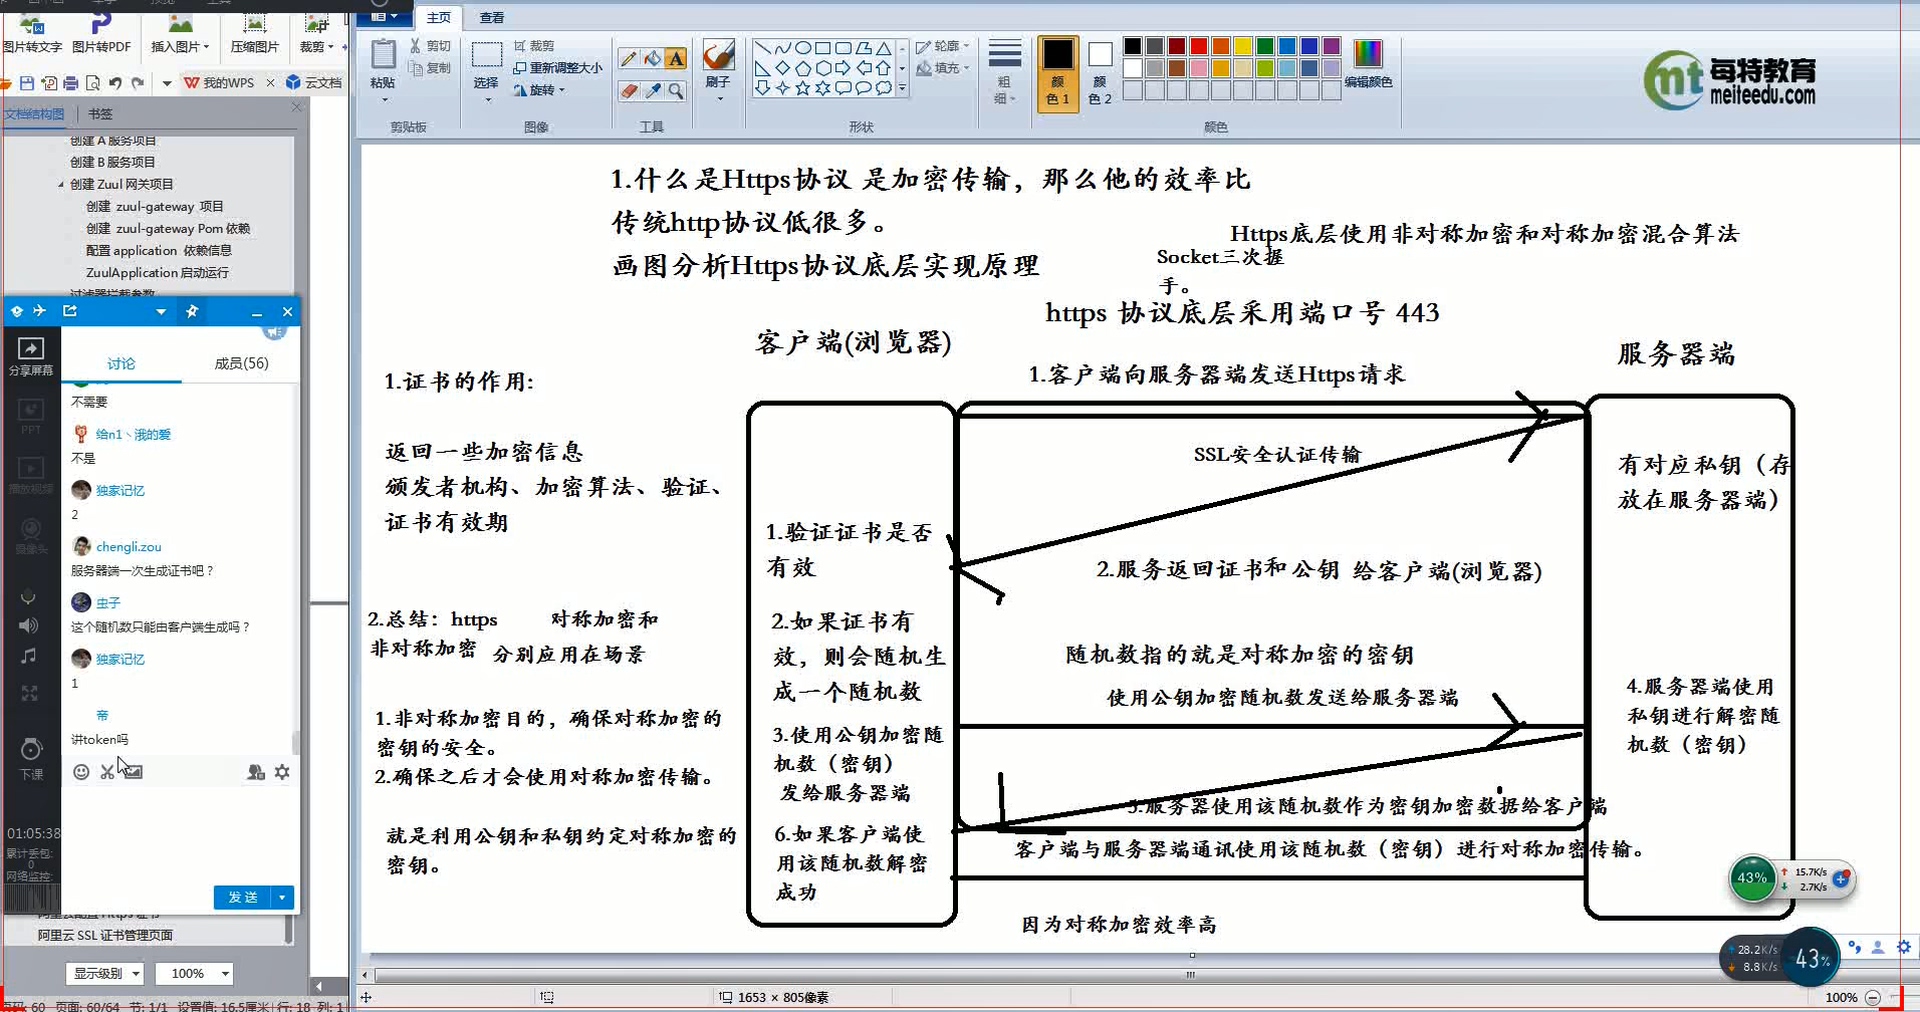 图片转文字 图片转PDF 插入图片 压缩图片 裁剪
我的WPS 云文档
文档结构图 书签
创建 A 服务项目
创建 B 服务项目
创建 Zuul 网关项目
创建 zuul-gateway 项目
创建 zuul-gateway Pom 依赖
配置 application 依赖信息
ZuulApplication 启动运行
过滤器拦截参数
讨论 成员(56)
分享屏幕
PPT
播放视频
摄像头
下课
不需要
给n1丶涐的爱
不是
独家记忆
2
chengli.zou
服务器端一次生成证书吧？
虫子
这个随机数只能由客户端生成吗？
独家记忆
1
帝
讲token吗
01:05:38
累计丢包:
0
网络监控:
发 送
阿里云 SSL 证书管理页面
显示级别 100%
页面: 60/64 节: 1/1 设置值: 16.5厘米 行: 18 列: 1
主页 查看
粘贴
剪切
复制
剪贴板
选择
裁剪
重新调整大小
旋转
图像
工具
刷子
轮廓
填充
形状
粗细
颜色 1
颜色 2
编辑颜色
颜色
mt 每特教育
meiteedu.com
1.什么是Https协议 是加密传输，那么他的效率比
传统http协议低很多。
画图分析Https协议底层实现原理
Https底层使用非对称加密和对称加密混合算法
Socket三次握
手。
https 协议底层采用端口号 443
客户端(浏览器)
服务器端
1.客户端向服务器端发送Https请求
1.证书的作用:
返回一些加密信息
颁发者机构、加密算法、验证、
证书有效期
SSL安全认证传输
有对应私钥（存
放在服务器端）
1.验证证书是否
有效
2.服务返回证书和公钥 给客户端(浏览器)
2.总结：https 对称加密和
非对称加密 分别应用在场景
2.如果证书有
效，则会随机生
成一个随机数
随机数指的就是对称加密的密钥
使用公钥加密随机数发送给服务器端
4.服务器端使用
私钥进行解密随
机数（密钥）
1.非对称加密目的，确保对称加密的
密钥的安全。
2.确保之后才会使用对称加密传输。
3.使用公钥加密随
机数（密钥）
发给服务器端
5.服务器使用该随机数作为密钥加密数据给客户端
就是利用公钥和私钥约定对称加密的
密钥。
6.如果客户端使
用该随机数解密
成功
客户端与服务器端通讯使用该随机数（密钥）进行对称加密传输。
因为对称加密效率高
43%
15.7K/s
2.7K/s
28.2K/s
8.8K/s
43%
1653 × 805像素
100%